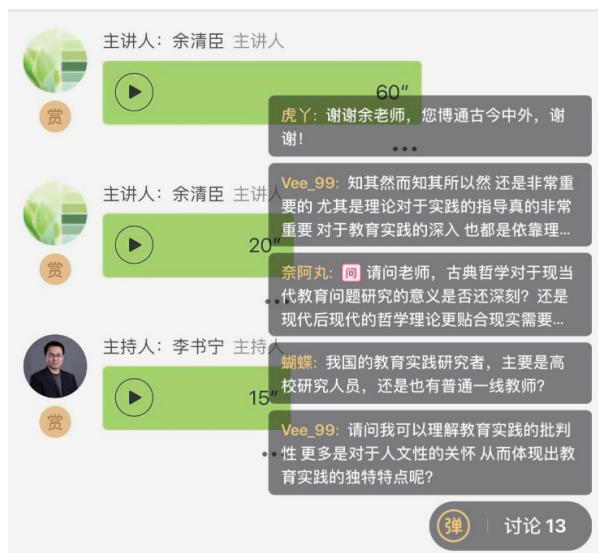 主讲人：余清臣 主讲人
60"
赏
虎丫：谢谢余老师，您博通古今中外，谢
谢！
Vee_99：知其然而知其所以然 还是非常重
要的 尤其是理论对于实践的指导真的非常
重要 对于教育实践的深入 也都是依靠理...
主讲人：余清臣 主讲人
20"
赏
奈阿丸：问 请问老师，古典哲学对于现当
代教育问题研究的意义是否还深刻？还是
现代后现代的哲学理论更贴合现实需要...
主持人：李书宁 主持人
15"
赏
蝴蝶：我国的教育实践研究者，主要是高
校研究人员，还是也有普通一线教师？
Vee_99：请问我可以理解教育实践的批判
性 更多是对于人文性的关怀 从而体现出教
育实践的独特特点呢？
弹 讨论 13